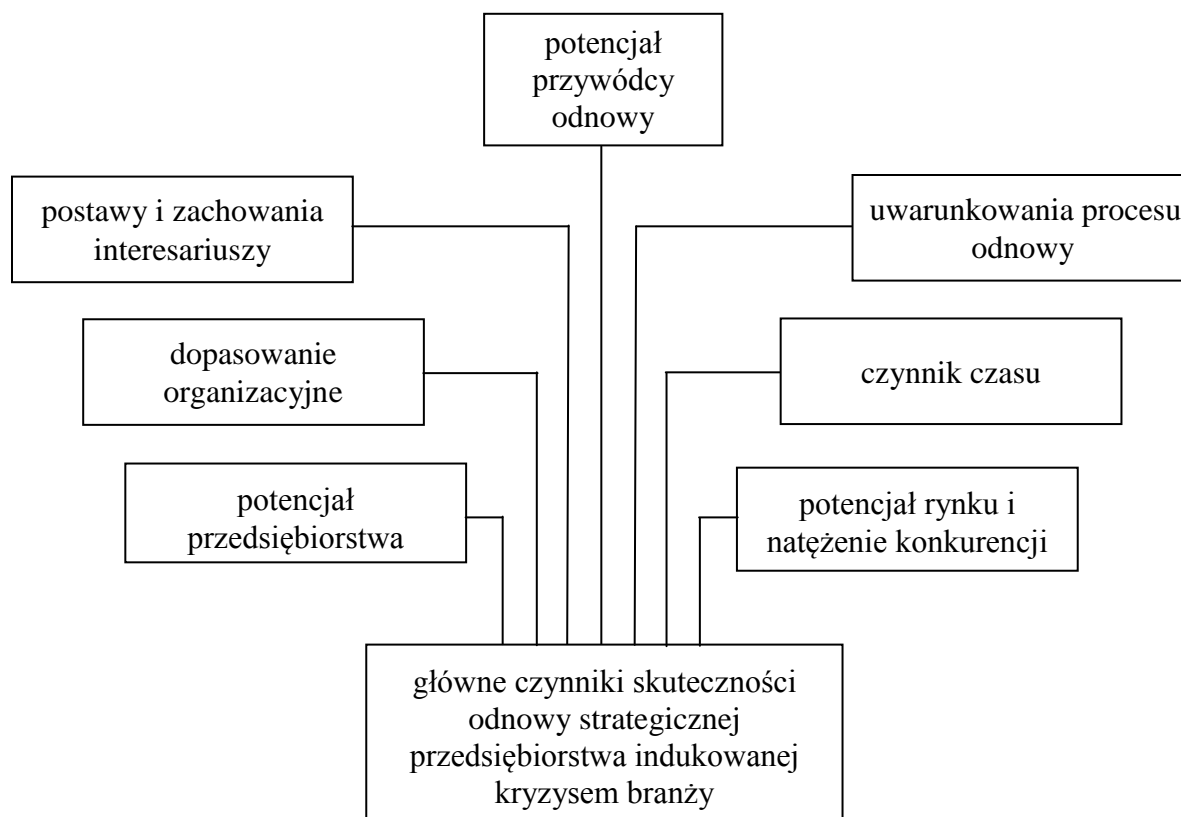 potencjał
przywódcy
odnowy
postawy i zachowania
interesariuszy
uwarunkowania procesu
odnowy
dopasowanie
organizacyjne
czynnik czasu
potencjał
przedsiębiorstwa
potencjał rynku i
natężenie konkurencji
główne czynniki skuteczności
odnowy strategicznej
przedsiębiorstwa indukowanej
kryzysem branży